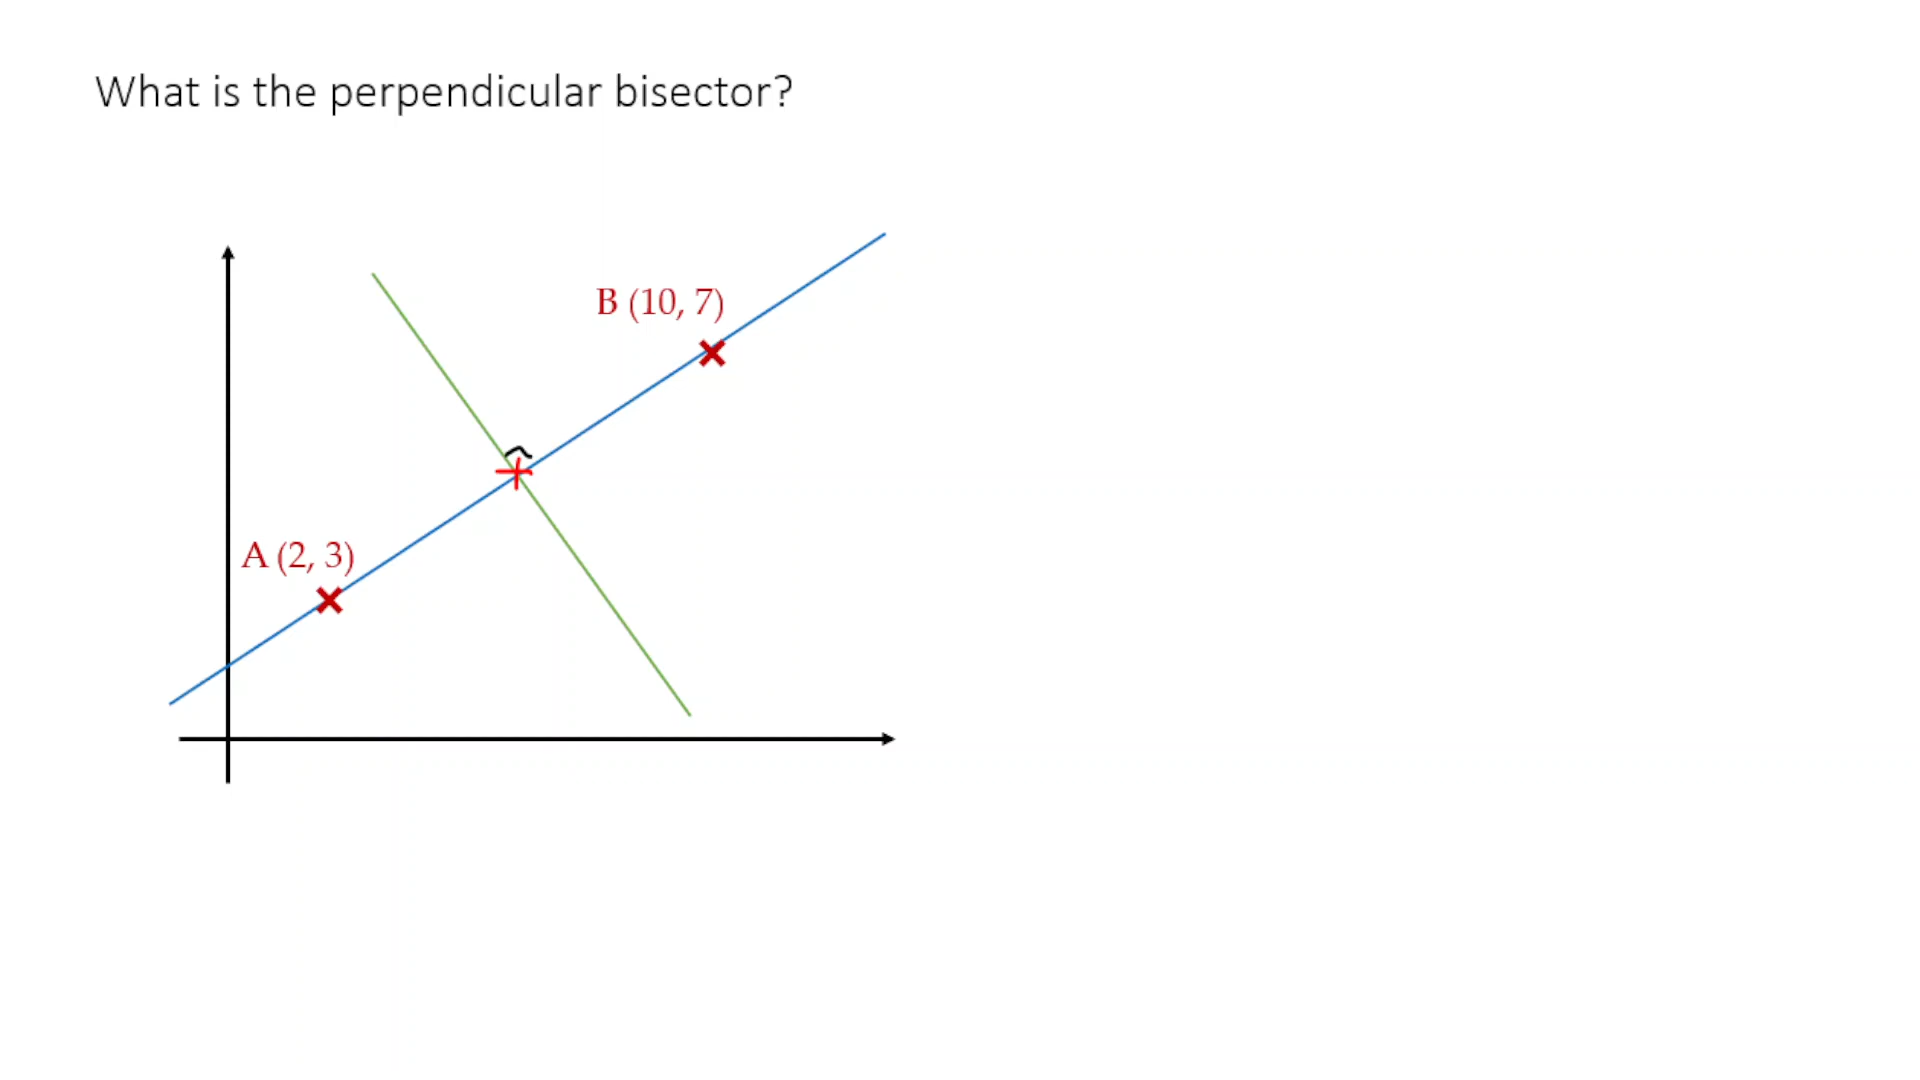 What is the perpendicular bisector?
B (10, 7)
A (2, 3)